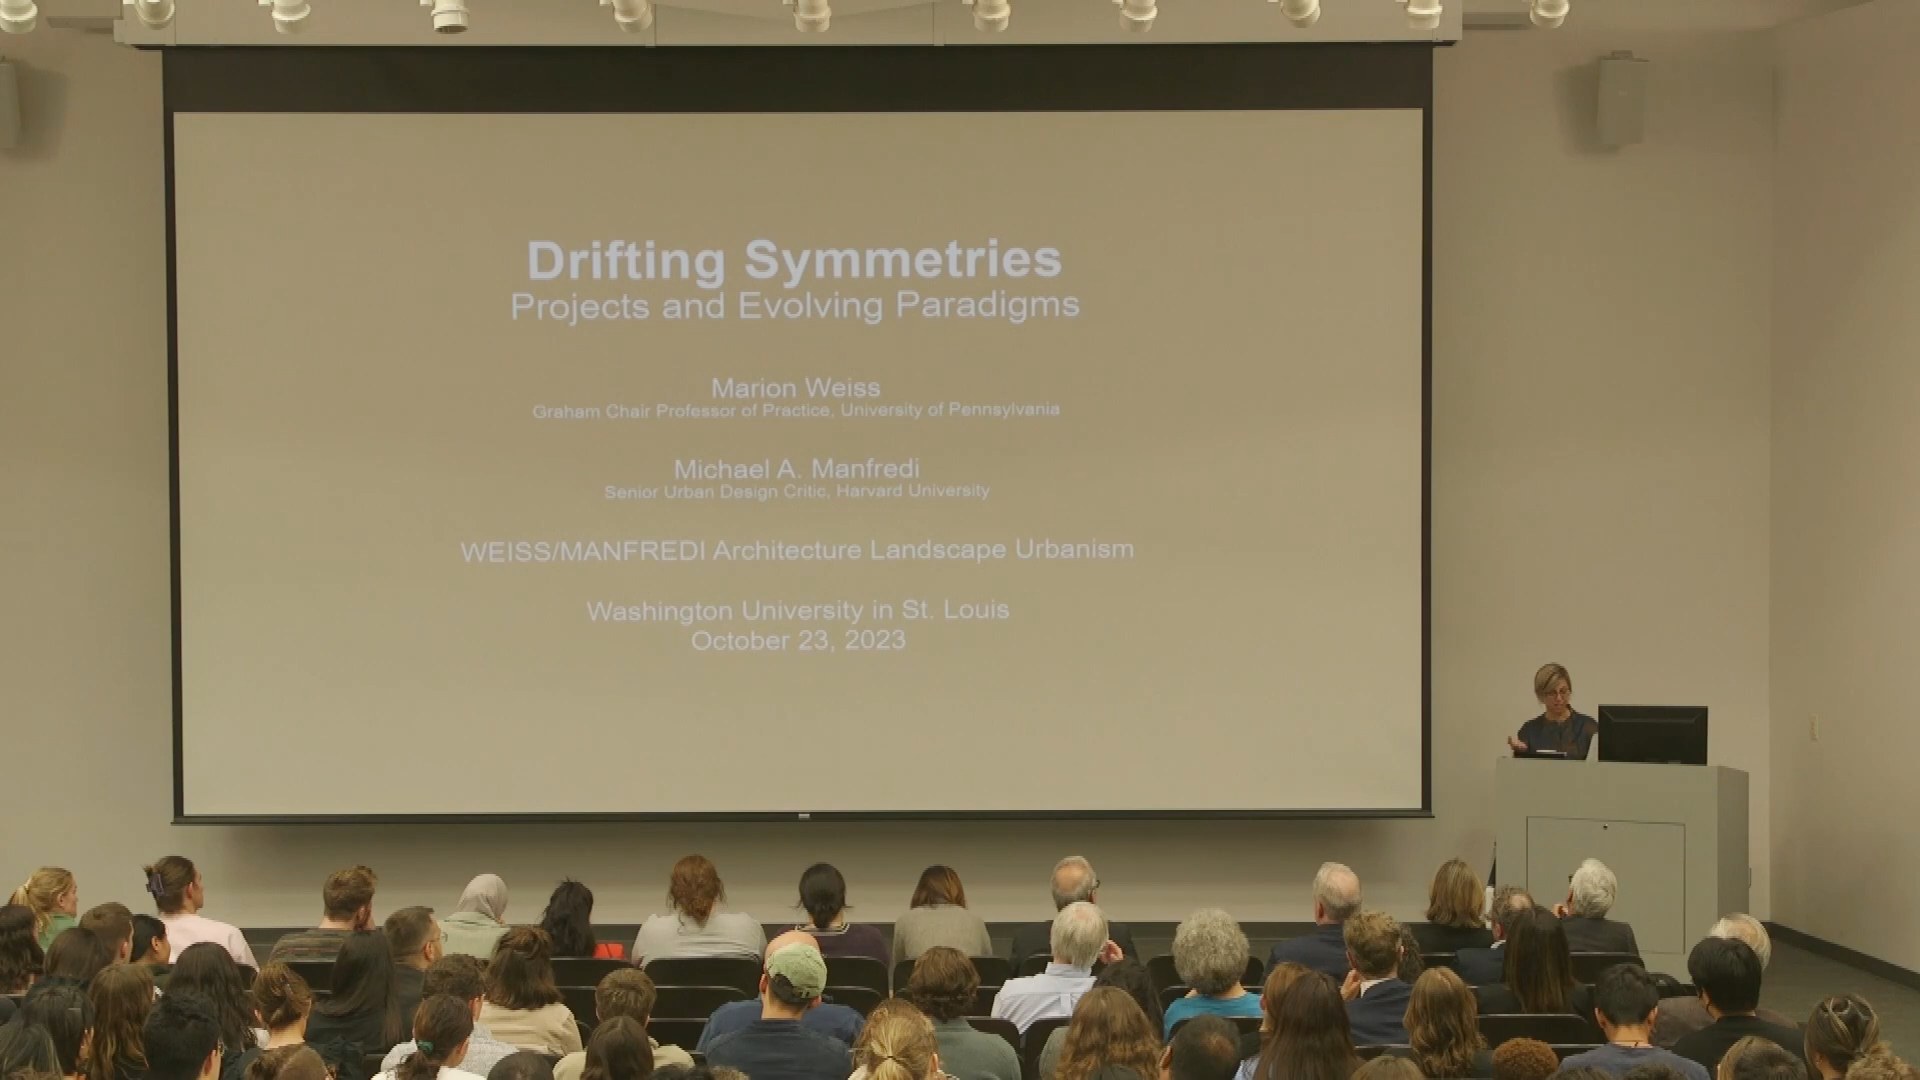 Drifting Symmetries
Projects and Evolving Paradigms
Marion Weiss
Graham Chair Professor of Practice, University of Pennsylvania
Michael A. Manfredi
Senior Urban Design Critic, Harvard University
WEISS/MANFREDI Architecture Landscape Urbanism
Washington University in St. Louis
October 23, 2023